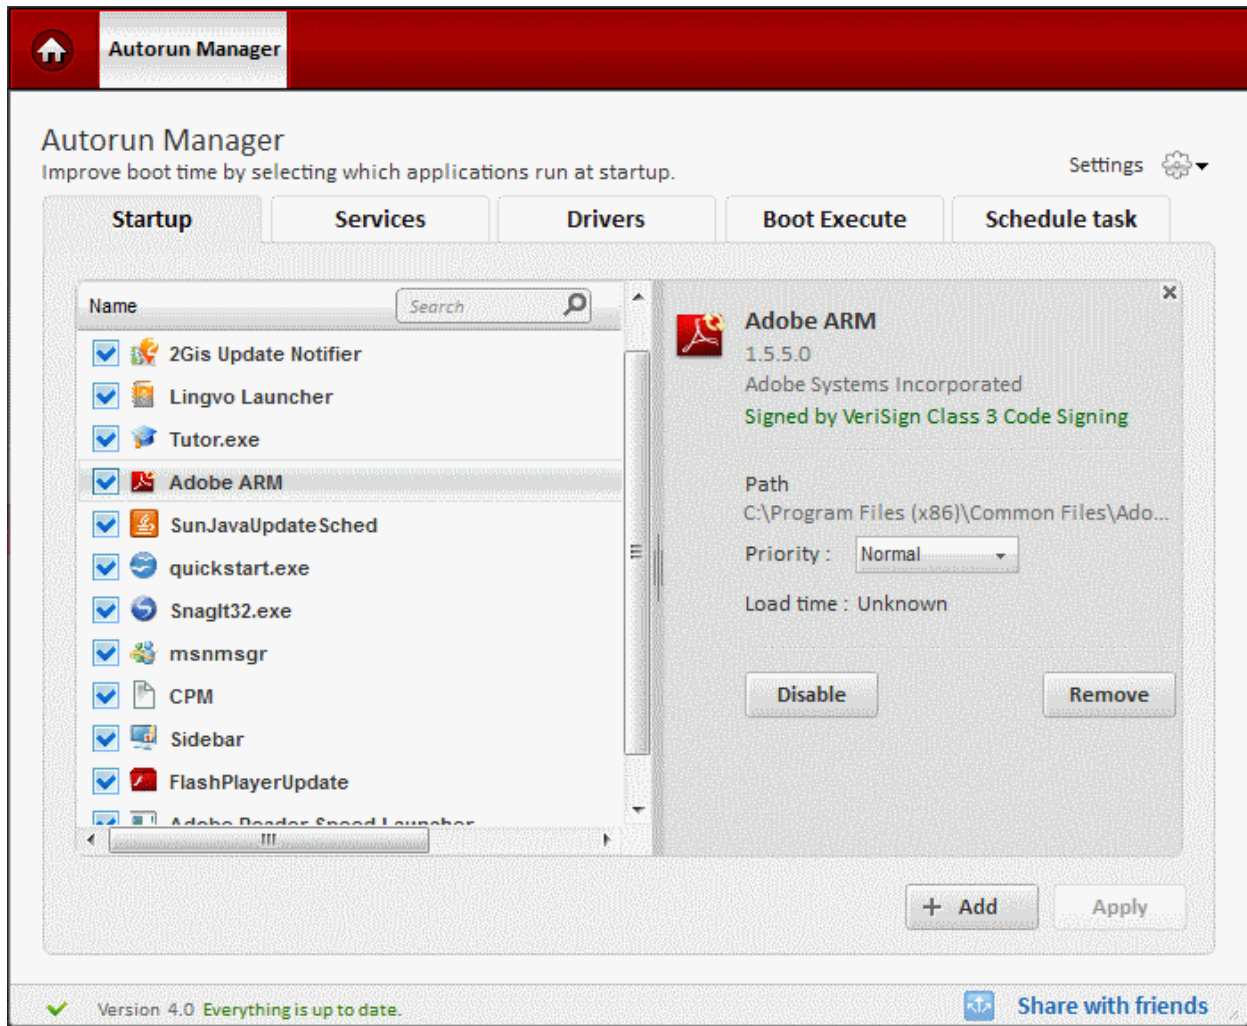 Autorun Manager
Autorun Manager
Improve boot time by selecting which applications run at startup.
Settings
Startup
Services
Drivers
Boot Execute
Schedule task
Name
Search
2Gis Update Notifier
Lingvo Launcher
Tutor.exe
Adobe ARM
SunJavaUpdateSched
quickstart.exe
SnagIt32.exe
msnmsgr
CPM
Sidebar
FlashPlayerUpdate
Adobe Reader Speed Launcher
Adobe ARM
1.5.5.0
Adobe Systems Incorporated
Signed by VeriSign Class 3 Code Signing
Path
C:\Program Files (x86)\Common Files\Ado...
Priority : Normal
Load time : Unknown
Disable
Remove
+ Add
Apply
Version 4.0 Everything is up to date.
Share with friends